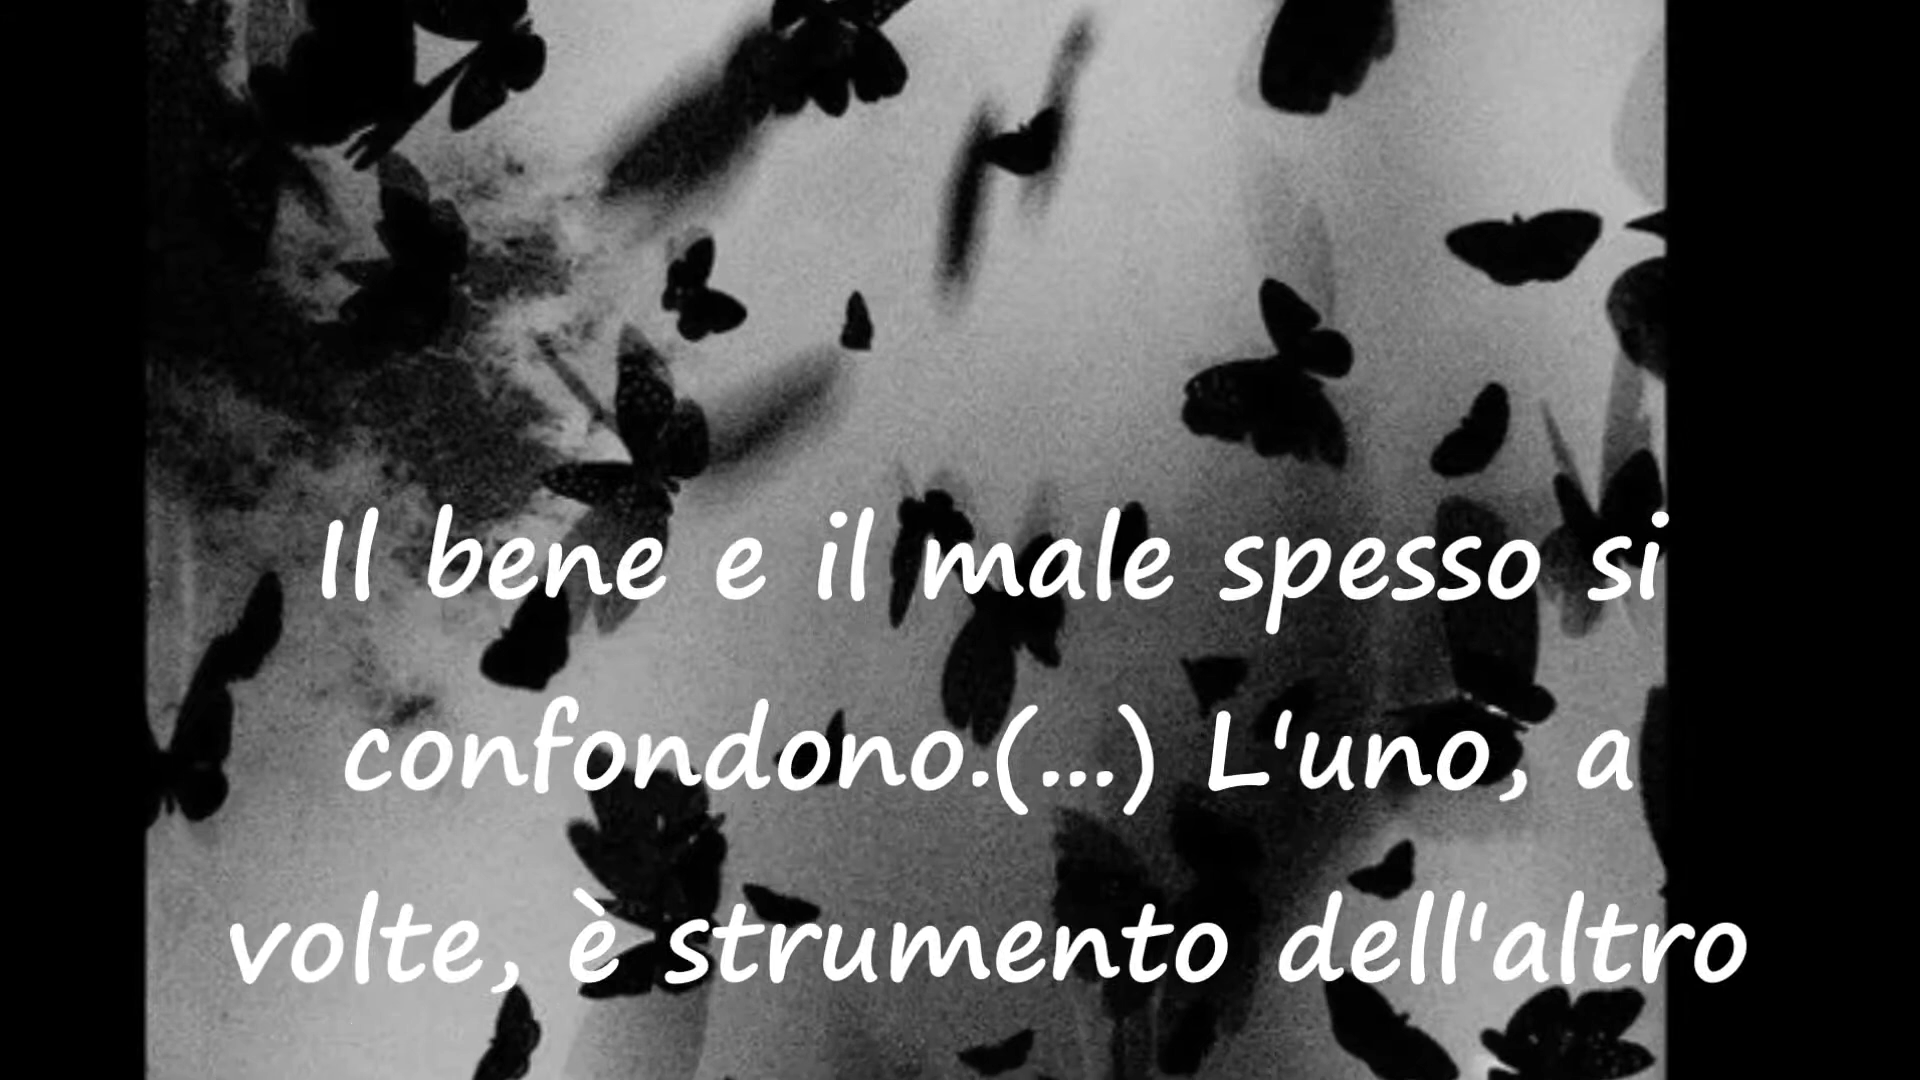 Il bene e il male spesso si
confondono.(...) L'uno, a
volte, è strumento dell'altro